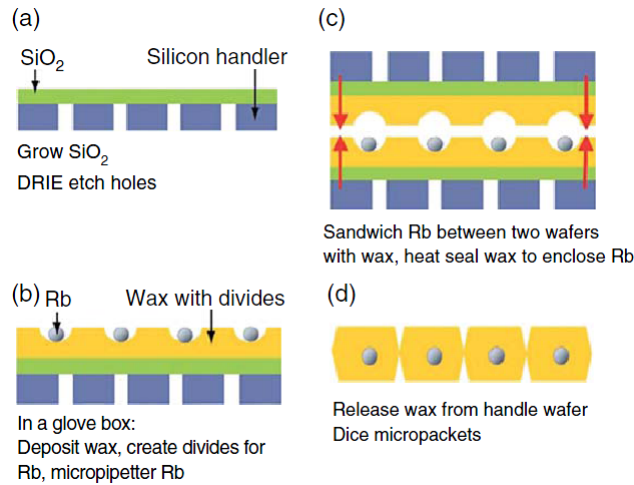 (a)
SiO2
Silicon handler
Grow SiO2
DRIE etch holes
(b) Rb
Wax with divides
In a glove box:
Deposit wax, create divides for
Rb, micropipetter Rb
(c)
Sandwich Rb between two wafers
with wax, heat seal wax to enclose Rb
(d)
Release wax from handle wafer
Dice micropackets